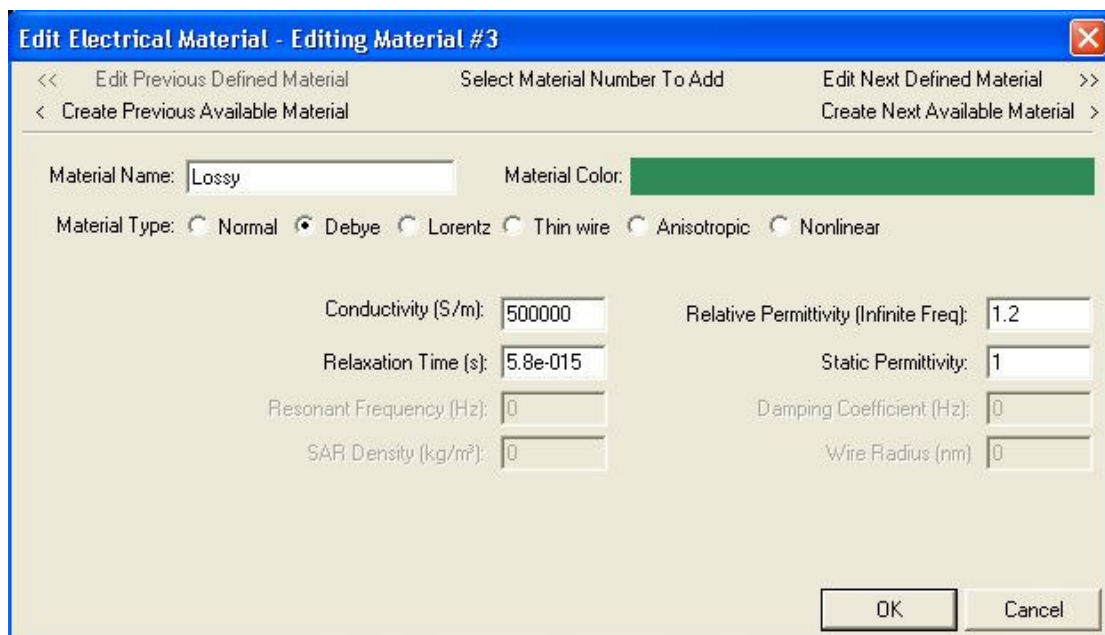 Edit Electrical Material - Editing Material #3
<< Edit Previous Defined Material Select Material Number To Add Edit Next Defined Material >>
< Create Previous Available Material Create Next Available Material >
Material Name: Lossy Material Color:
Material Type: Normal Debye Lorentz Thin wire Anisotropic Nonlinear
Conductivity (S/m): 500000 Relative Permittivity (Infinite Freq): 1.2
Relaxation Time (s): 5.8e-015 Static Permittivity: 1
Resonant Frequency (Hz): 0 Damping Coefficient (Hz): 0
SAR Density (kg/m³): 0 Wire Radius (nm) 0
OK Cancel